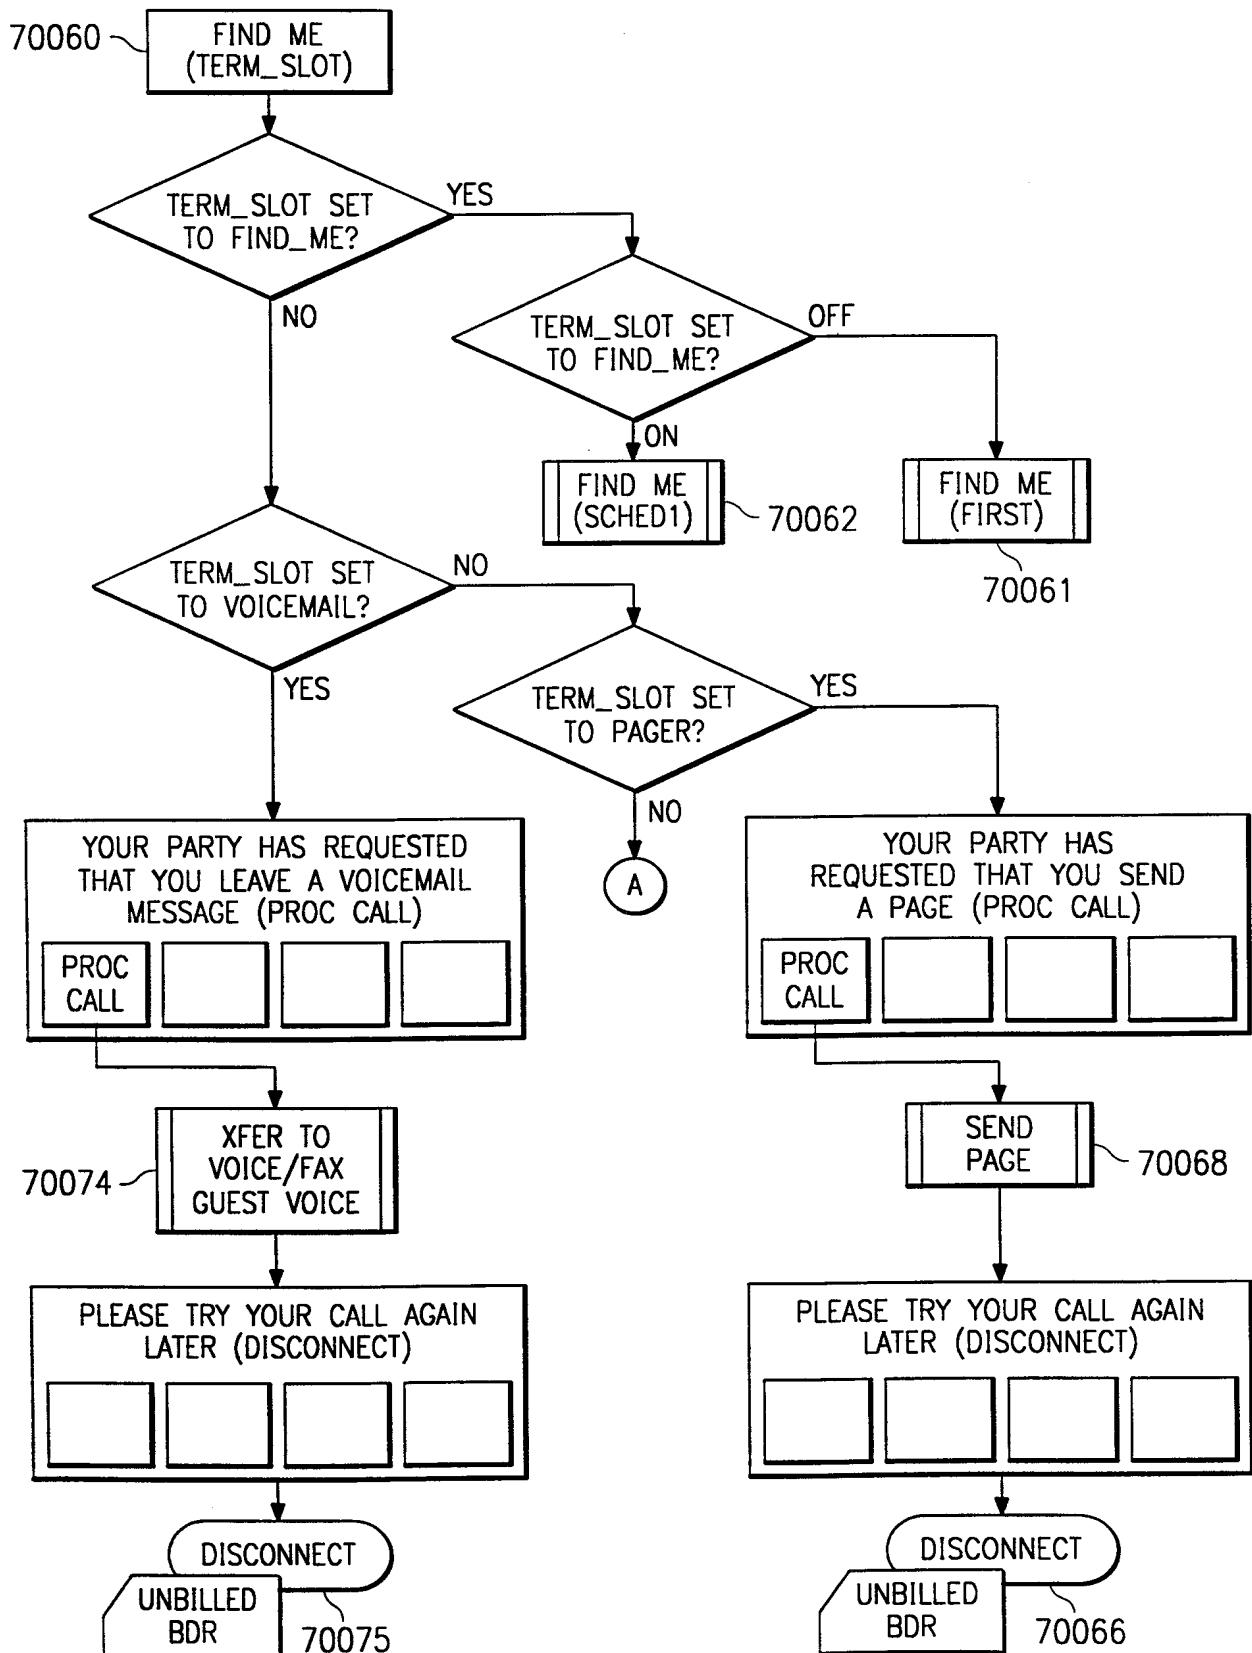 70060
FIND ME
(TERM_SLOT)
TERM_SLOT SET
TO FIND_ME?
YES
NO
TERM_SLOT SET
TO FIND_ME?
OFF
ON
FIND ME
(SCHED1)
70062
FIND ME
(FIRST)
70061
TERM_SLOT SET
TO VOICEMAIL?
NO
YES
TERM_SLOT SET
TO PAGER?
YES
NO
A
YOUR PARTY HAS REQUESTED
THAT YOU LEAVE A VOICEMAIL
MESSAGE (PROC CALL)
PROC
CALL
YOUR PARTY HAS
REQUESTED THAT YOU SEND
A PAGE (PROC CALL)
PROC
CALL
70074
XFER TO
VOICE/FAX
GUEST VOICE
SEND
PAGE
70068
PLEASE TRY YOUR CALL AGAIN
LATER (DISCONNECT)
PLEASE TRY YOUR CALL AGAIN
LATER (DISCONNECT)
DISCONNECT
UNBILLED
BDR
70075
DISCONNECT
UNBILLED
BDR
70066